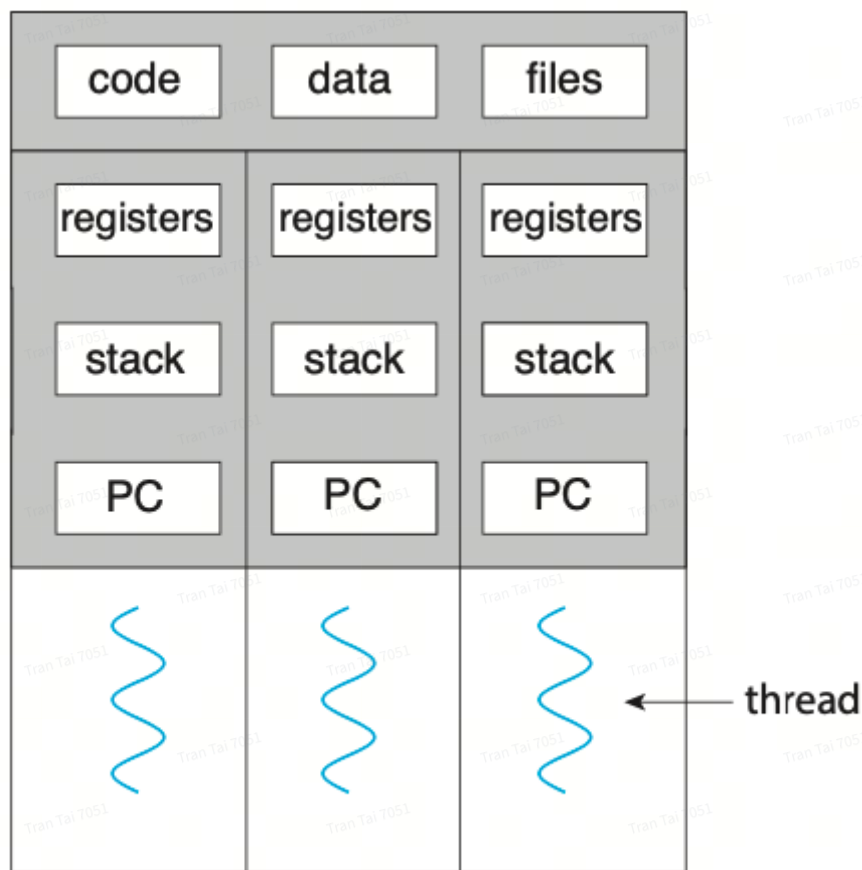 code data files
registers registers registers
stack stack stack
PC PC PC
thread
Tran Tai 7051